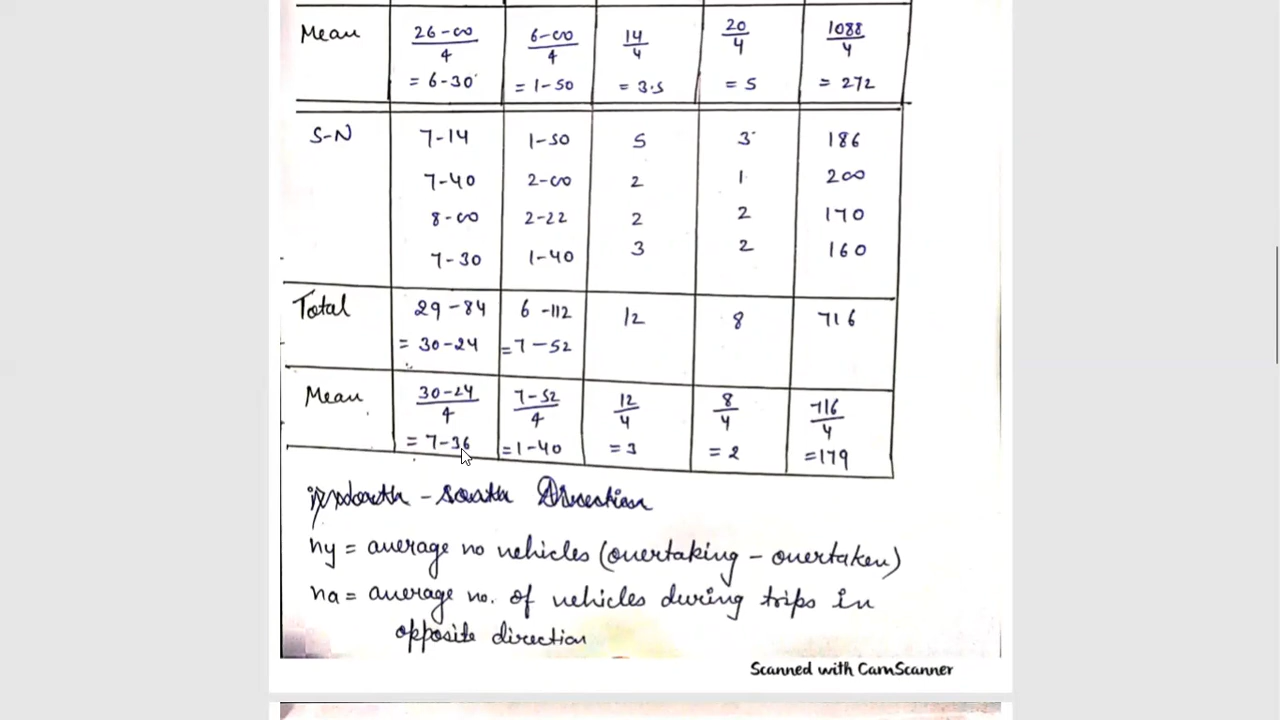 Mean 26-00/4 6-00/4 14/4 20/4 1088/4
= 6-30 = 1-50 = 3.5 = 5 = 272
S-N 7-14 1-50 5 3 186
7-40 2-00 2 1 200
8-00 2-22 2 2 170
7-30 1-40 3 2 160
Total 29-84 6-112 12 8 716
= 30-24 = 7-52
Mean 30-24/4 7-52/4 12/4 8/4 716/4
= 7-36 = 1-40 = 3 = 2 = 179
North - South Direction
ny = average no vehicles (overtaking - overtaken)
na = average no. of vehicles during trips in
opposite direction
Scanned with CamScanner